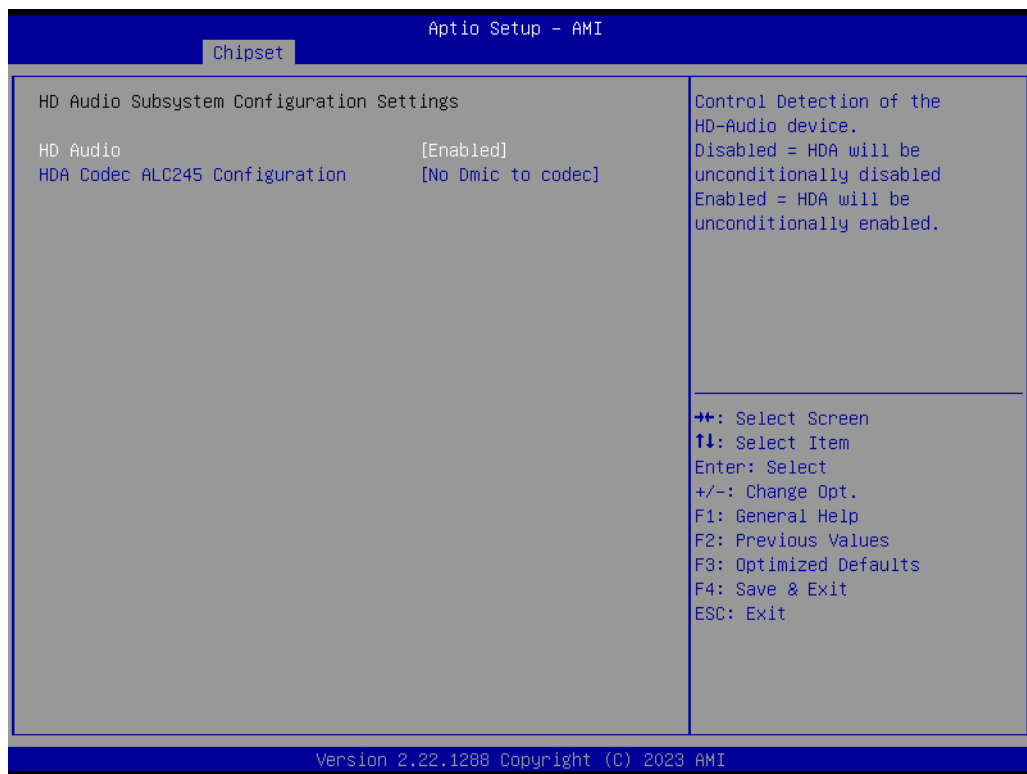 Aptio Setup – AMI
Chipset
HD Audio Subsystem Configuration Settings
HD Audio [Enabled]
HDA Codec ALC245 Configuration [No Dmic to codec]
Control Detection of the
HD-Audio device.
Disabled = HDA will be
unconditionally disabled
Enabled = HDA will be
unconditionally enabled.
→←: Select Screen
↑↓: Select Item
Enter: Select
+/-: Change Opt.
F1: General Help
F2: Previous Values
F3: Optimized Defaults
F4: Save & Exit
ESC: Exit
Version 2.22.1288 Copyright (C) 2023 AMI